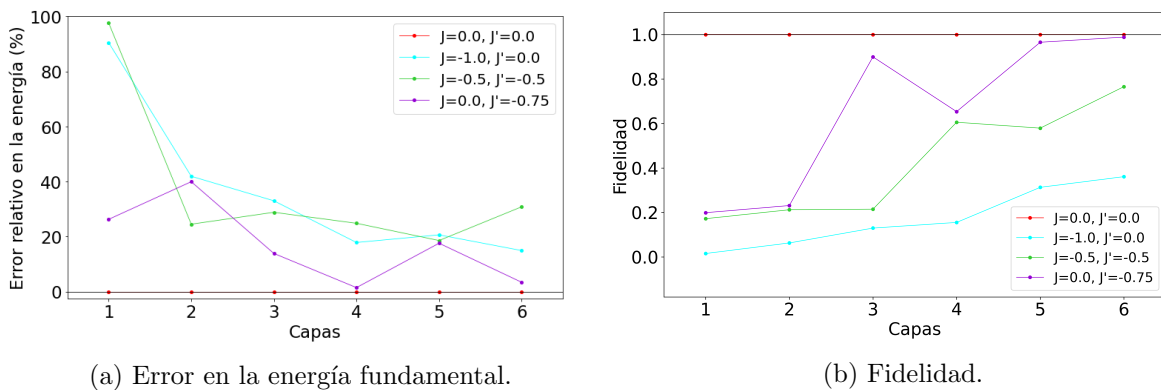 Error relativo en la energía (%)
100
80
60
40
20
0
J=0.0, J'=0.0
J=-1.0, J'=0.0
J=-0.5, J'=-0.5
J=0.0, J'=-0.75
1 2 3 4 5 6
Capas
(a) Error en la energía fundamental.
Fidelidad
1.0
0.8
0.6
0.4
0.2
0.0
J=0.0, J'=0.0
J=-1.0, J'=0.0
J=-0.5, J'=-0.5
J=0.0, J'=-0.75
1 2 3 4 5 6
Capas
(b) Fidelidad.